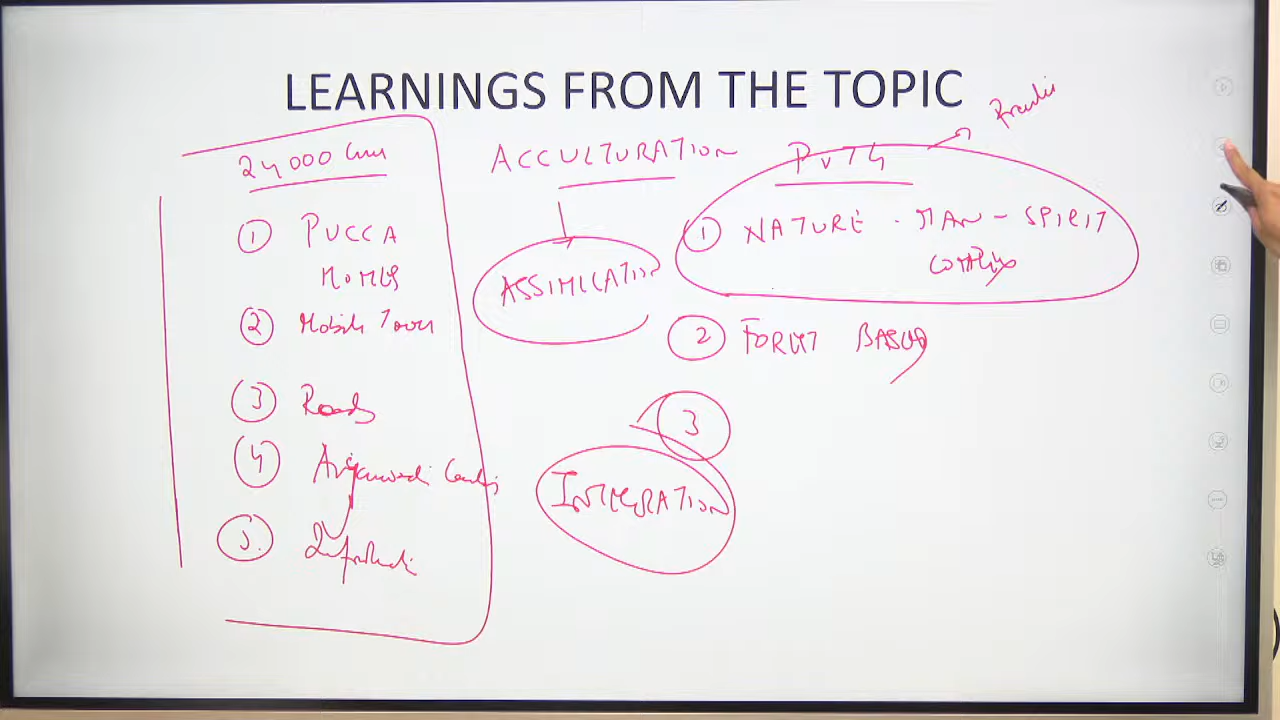 LEARNINGS FROM THE TOPIC
24000
① PUCCA
HOMES
② Mobile Tower
③ Roads
④
⑤
ACCULTURATION
ASSIMILATION
PVTG
① NATURE - MAN - SPIRIT
Complex
② FOREST BASED
③
INTEGRATION